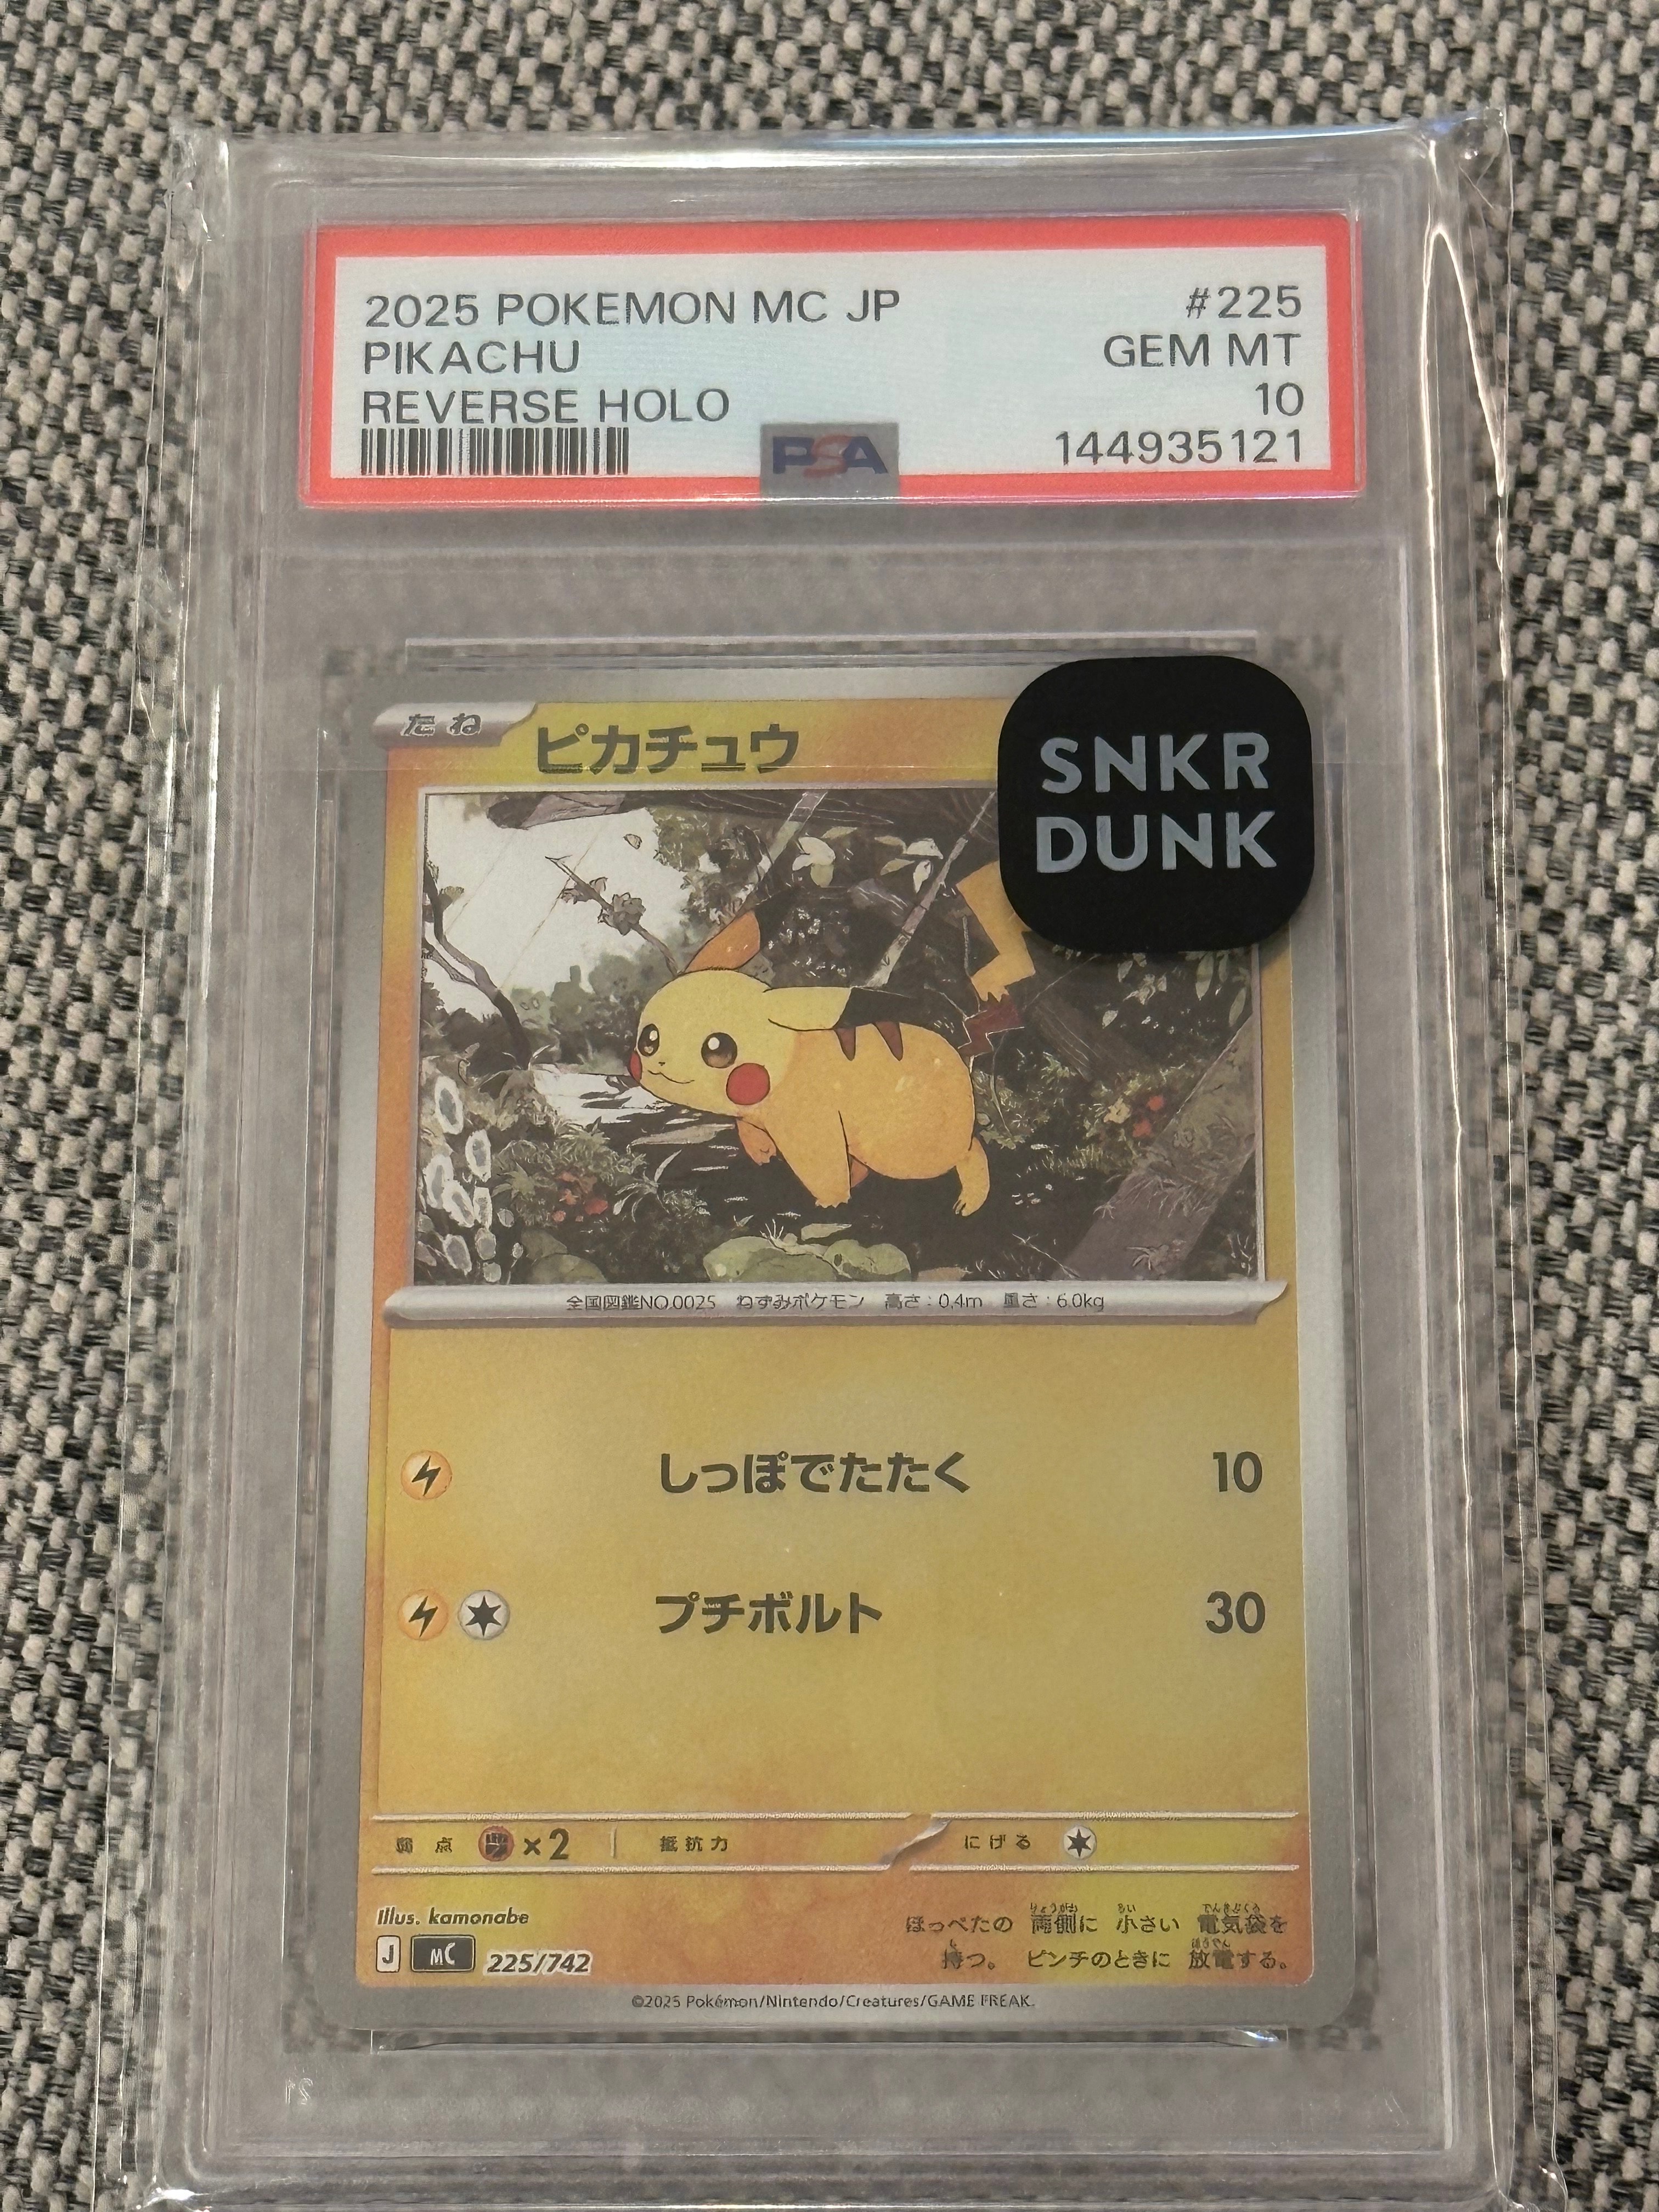 2025 POKEMON MC JP #225
PIKACHU GEM MT
REVERSE HOLO 10
PSA 144935121
たね ピカチュウ
SNKR
DUNK
全国図鑑NO.0025 ねずみポケモン 高さ:0.4m 重さ:6.0kg
しっぽでたたく 10
プチボルト 30
弱点 ×2 抵抗力 にげる
Illus. kamonabe
ほっぺたの 両側に 小さい 電気袋を
持つ。 ピンチのときに 放電する。
J MC 225/742
©2025 Pokémon/Nintendo/Creatures/GAME FREAK.